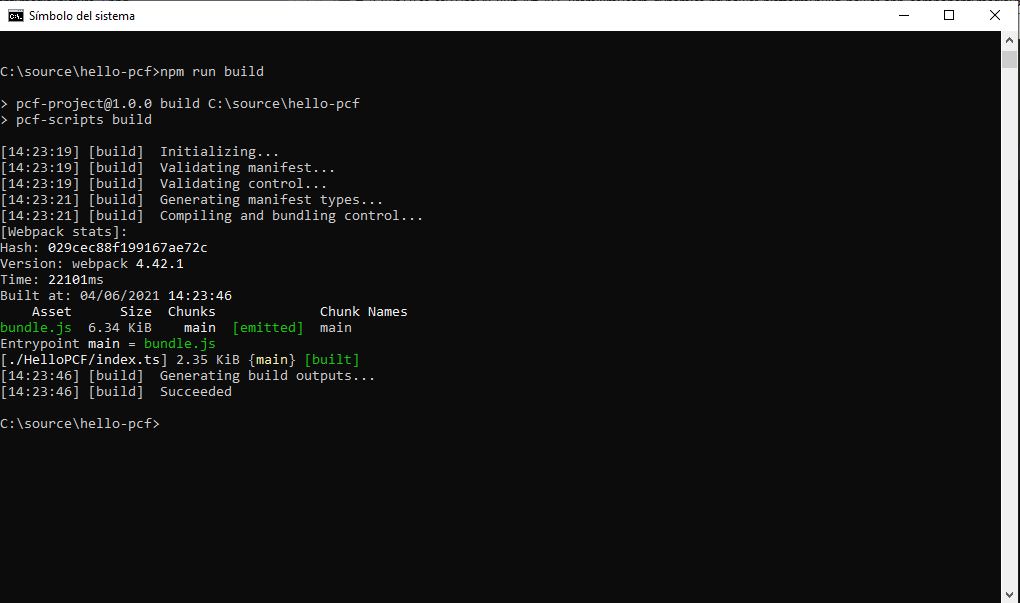 Símbolo del sistema
C:\source\hello-pcf>npm run build
> pcf-project@1.0.0 build C:\source\hello-pcf
> pcf-scripts build
[14:23:19] [build]  Initializing...
[14:23:19] [build]  Validating manifest...
[14:23:19] [build]  Validating control...
[14:23:21] [build]  Generating manifest types...
[14:23:21] [build]  Compiling and bundling control...
[Webpack stats]:
Hash: 029cec88f199167ae72c
Version: webpack 4.42.1
Time: 22101ms
Built at: 04/06/2021 14:23:46
    Asset      Size  Chunks             Chunk Names
bundle.js  6.34 KiB    main  [emitted]  main
Entrypoint main = bundle.js
[./HelloPCF/index.ts] 2.35 KiB {main} [built]
[14:23:46] [build]  Generating build outputs...
[14:23:46] [build]  Succeeded
C:\source\hello-pcf>